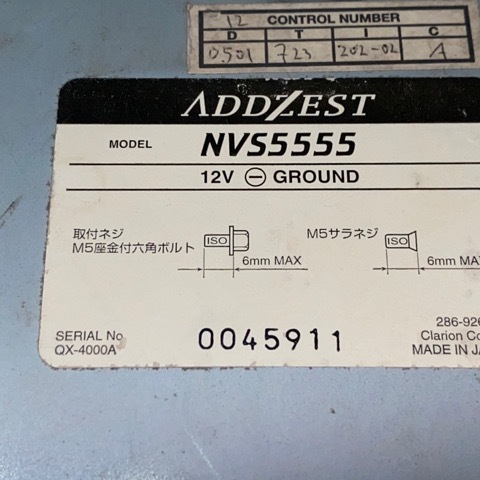 12 CONTROL NUMBER
D T I C
D501 723 202-02 A
ADDZEST
MODEL NVS5555
12V ⊖ GROUND
取付ネジ
M5座金付六角ボルト
ISO
6mm MAX
M5サラネジ
ISO
6mm MAX
SERIAL No
QX-4000A
0045911
286-926
Clarion Co
MADE IN JA